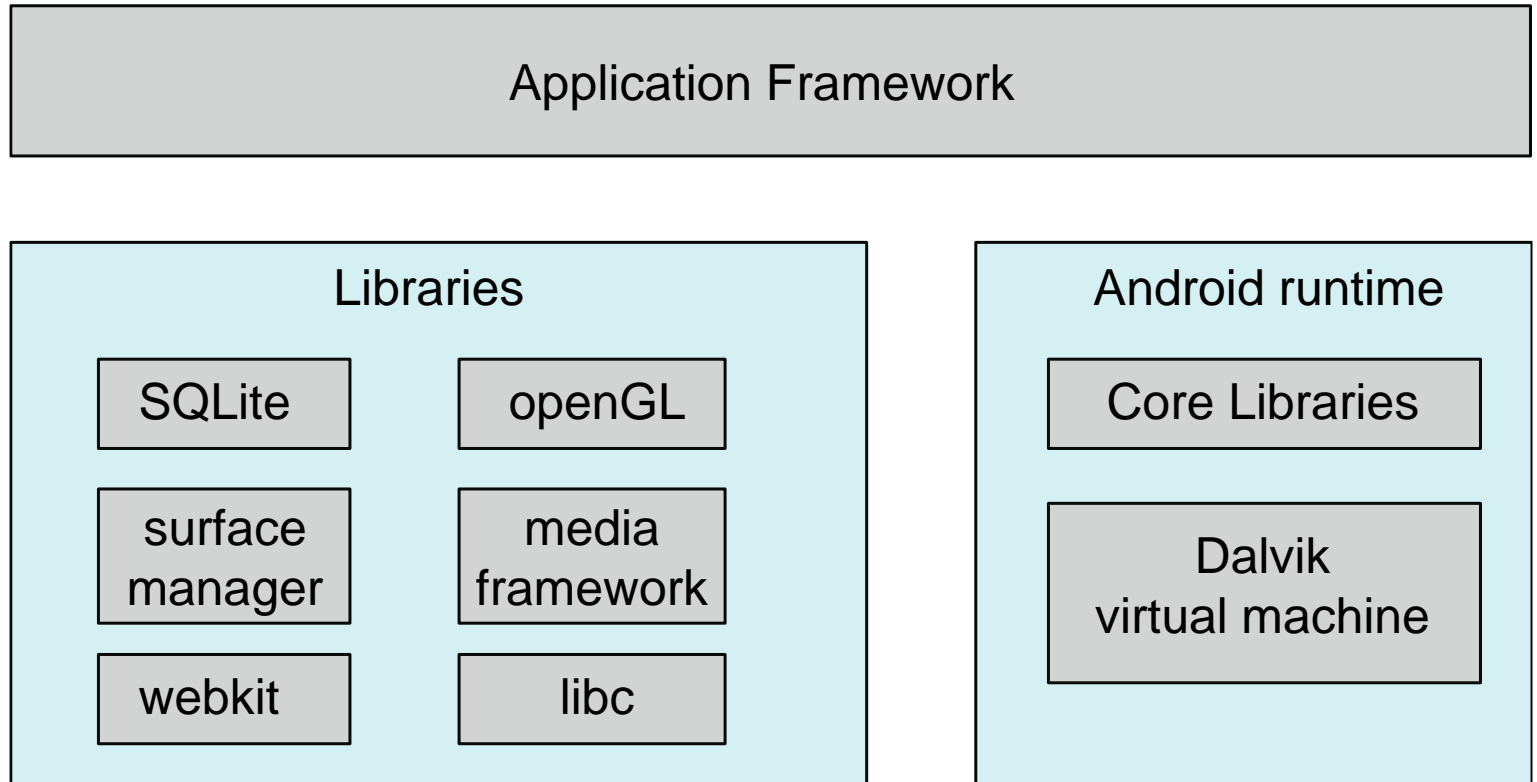 Application Framework
Libraries
SQLite
openGL
surface
manager
media
framework
webkit
libc
Android runtime
Core Libraries
Dalvik
virtual machine